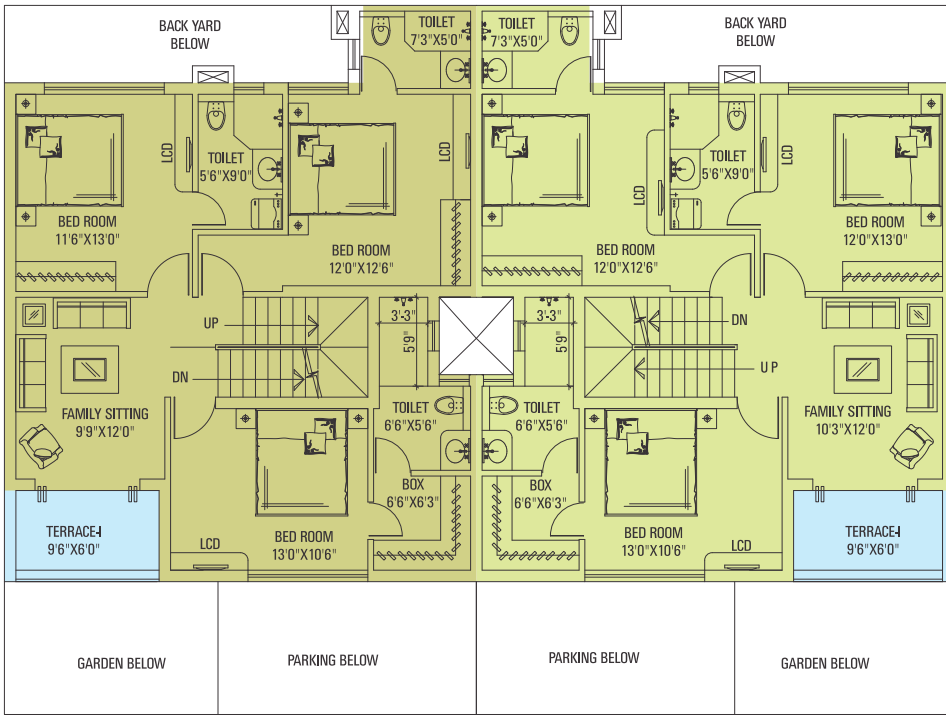 BACK YARD
BELOW
TOILET
7'3"X5'0"
TOILET
7'3"X5'0"
BACK YARD
BELOW
LCD
TOILET
5'6"X9'0"
LCD
LCD
TOILET
5'6"X9'0"
LCD
BED ROOM
11'6"X13'0"
BED ROOM
12'0"X12'6"
BED ROOM
12'0"X12'6"
BED ROOM
12'0"X13'0"
UP
3'-3"
5'9"
3'-3"
5'9"
DN
DN
UP
FAMILY SITTING
9'9"X12'0"
TOILET
6'6"X5'6"
TOILET
6'6"X5'6"
FAMILY SITTING
10'3"X12'0"
BOX
6'6"X6'3"
BOX
6'6"X6'3"
TERRACE-I
9'6"X6'0"
LCD
BED ROOM
13'0"X10'6"
BED ROOM
13'0"X10'6"
LCD
TERRACE-I
9'6"X6'0"
GARDEN BELOW
PARKING BELOW
PARKING BELOW
GARDEN BELOW